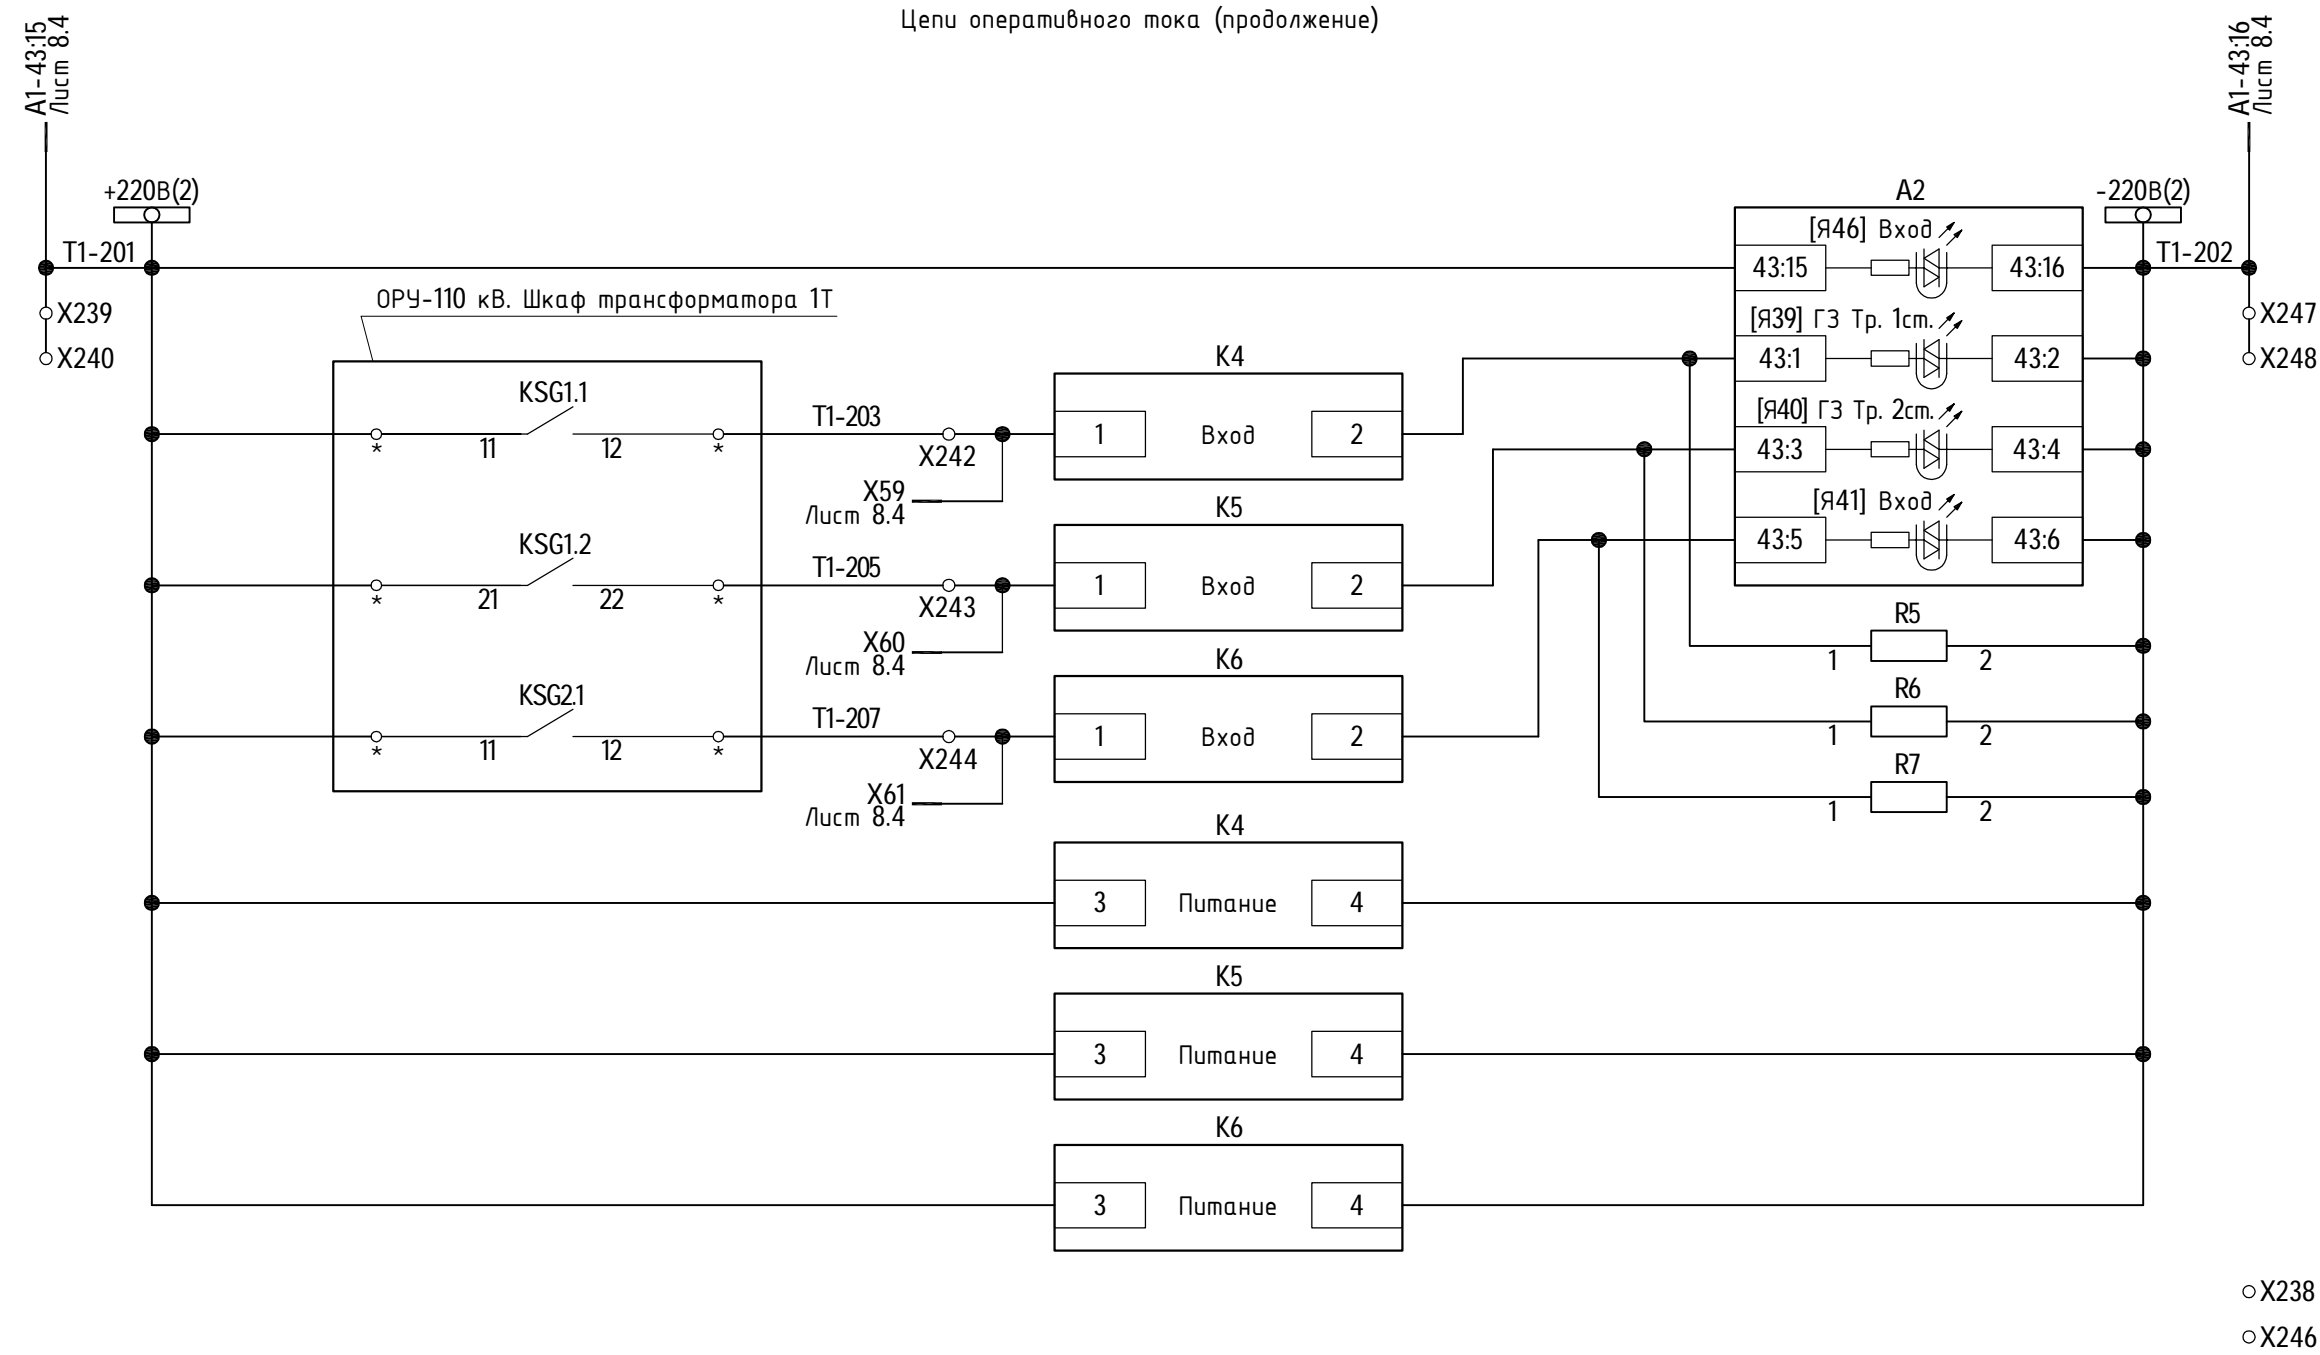 Цепи оперативного тока (продолжение)
А1-43:15
Лист 8.4
А1-43:16
Лист 8.4
+220В(2)
А2
-220В(2)
[Я46] Вход
Т1-201
43:15
43:16
Т1-202
ОРУ-110 кВ. Шкаф трансформатора 1Т
Х239
[Я39] ГЗ Тр. 1ст.
Х247
Х240
К4
43:1
43:2
Х248
KSG1.1
Т1-203
[Я40] ГЗ Тр. 2ст.
*
11
12
*
Х242
1
Вход
2
43:3
43:4
Х59
Лист 8.4
К5
[Я41] Вход
KSG1.2
Т1-205
43:5
43:6
*
21
22
*
Х243
1
Вход
2
R5
Х60
Лист 8.4
К6
1
2
KSG2.1
R6
Т1-207
*
11
12
*
Х244
1
Вход
2
1
2
R7
Х61
Лист 8.4
1
2
К4
3
Питание
4
К5
3
Питание
4
К6
3
Питание
4
Х238
Х246